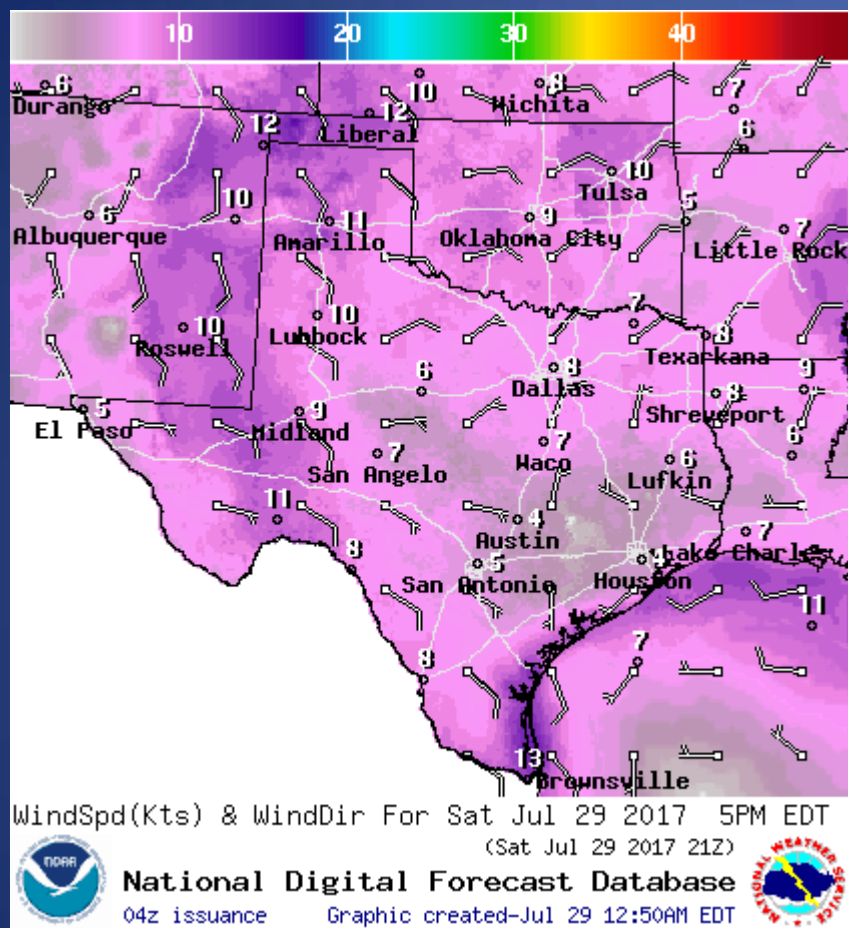 10 20 30 40
6 8 7
Durango 10 Wichita
12 Liberal 12 6
10 Tulsa
6 10 11 9 5 7
Albuquerque Amarillo Oklahoma City Little Rock
10 10 7
Roswell Lubbock 8
Texarkana
6 8 9
Dallas 8
5 9 Shreveport
El Paso Midland 7 6
7 Waco 6
San Angelo Lufkin
11 4 7
Austin Lake Charles
8 5
San Antonio Houston
11
8 7
13
Brownsville
WindSpd(Kts) & WindDir For Sat Jul 29 2017 5PM EDT
(Sat Jul 29 2017 21Z)
National Digital Forecast Database
04z issuance Graphic created-Jul 29 12:50AM EDT
NOAA
NATIONAL WEATHER SERVICE